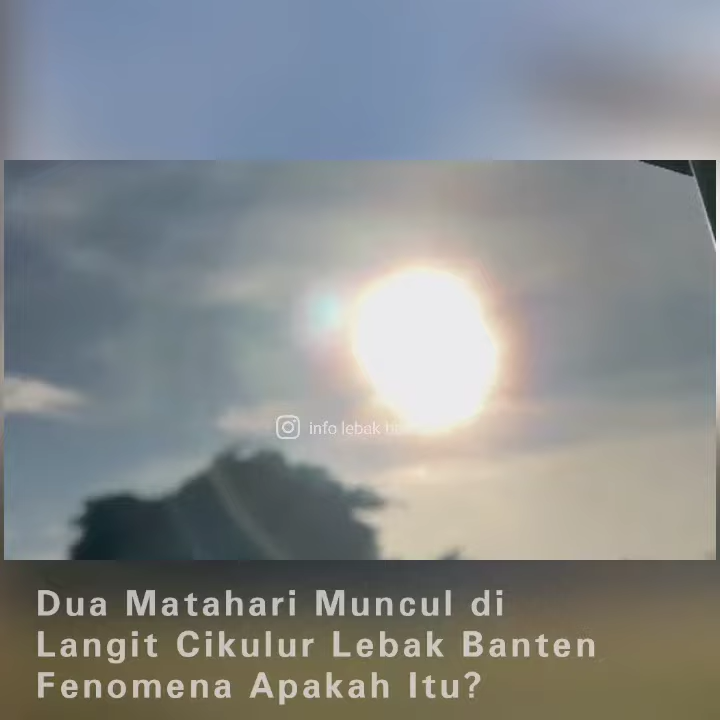 info lebak
Dua Matahari Muncul di
Langit Cikulur Lebak Banten
Fenomena Apakah Itu?